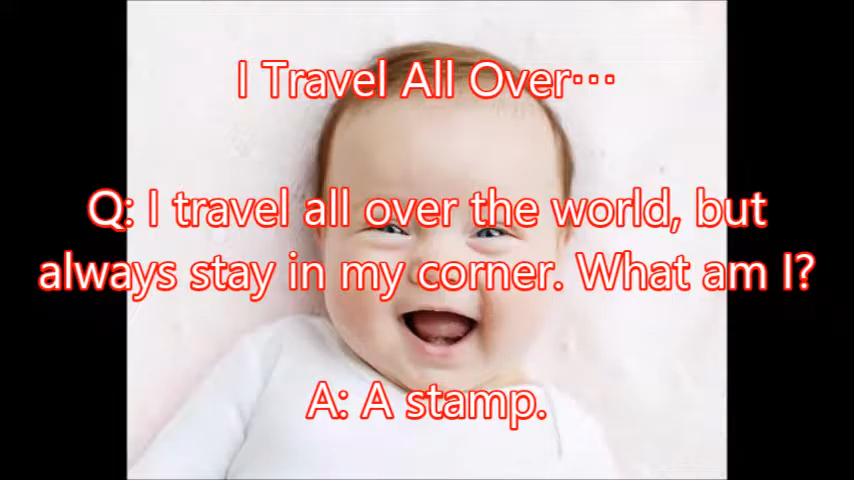 I Travel All Over…
Q: I travel all over the world, but
always stay in my corner. What am I?
A: A stamp.